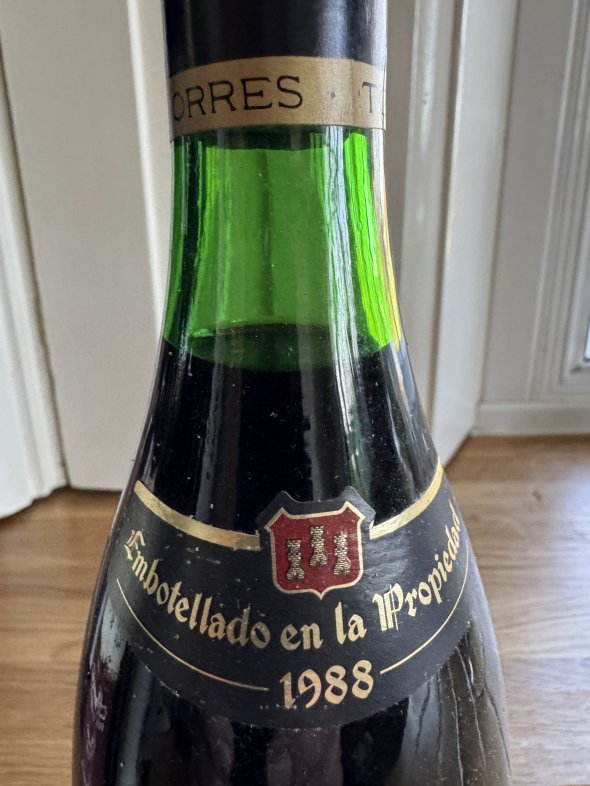 ORRES · T
Embotellado en la Propiedad
1988